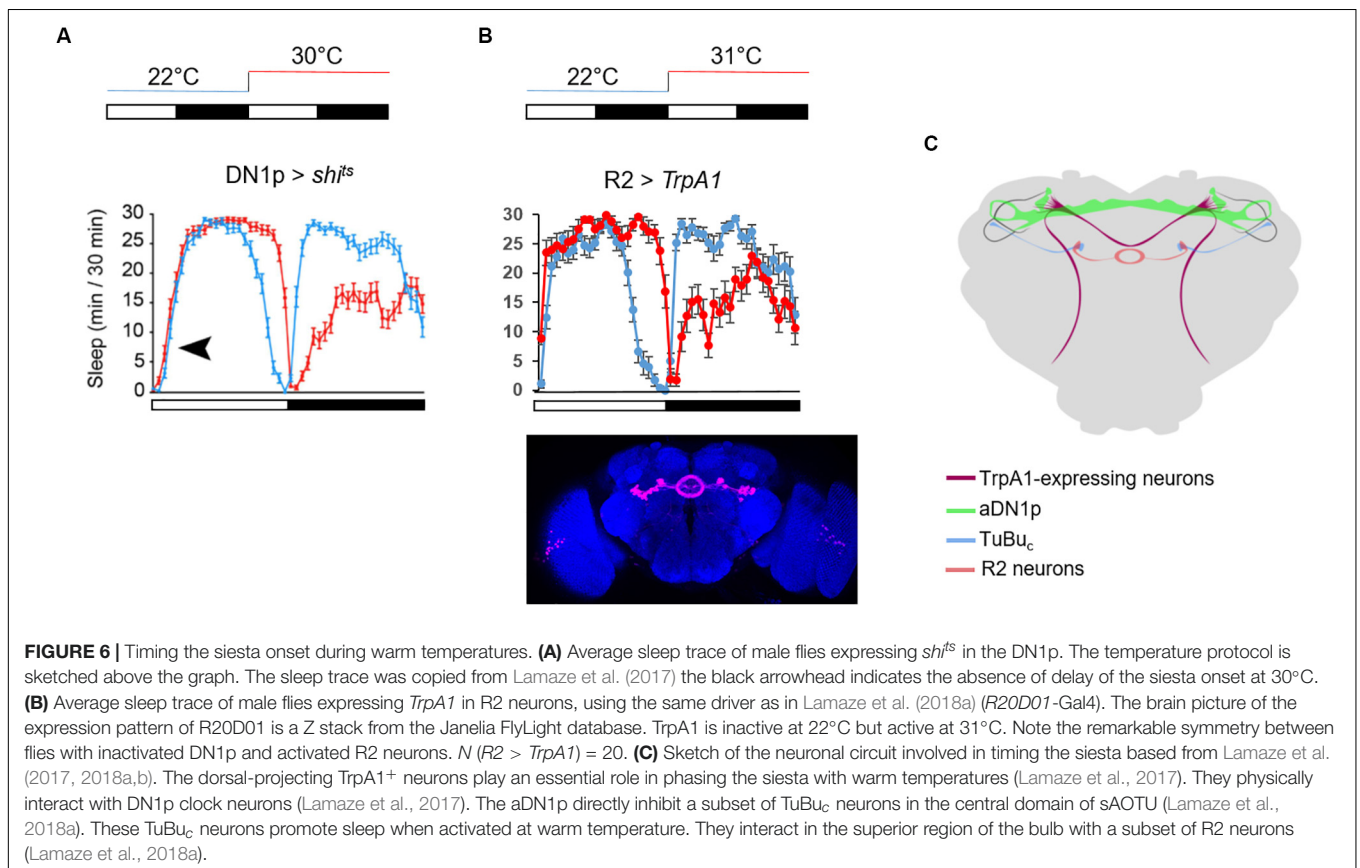 A
B
22°C
30°C
22°C
31°C
C
DN1p > shi^ts
R2 > TrpA1
Sleep (min / 30 min)
30
25
20
15
10
5
0
30
25
20
15
10
5
0
TrpA1-expressing neurons
aDN1p
TuBu_c
R2 neurons
FIGURE 6 | Timing the siesta onset during warm temperatures. (A) Average sleep trace of male flies expressing shi^ts in the DN1p. The temperature protocol is
sketched above the graph. The sleep trace was copied from Lamaze et al. (2017) the black arrowhead indicates the absence of delay of the siesta onset at 30°C.
(B) Average sleep trace of male flies expressing TrpA1 in R2 neurons, using the same driver as in Lamaze et al. (2018a) (R20D01-Gal4). The brain picture of the
expression pattern of R20D01 is a Z stack from the Janelia FlyLight database. TrpA1 is inactive at 22°C but active at 31°C. Note the remarkable symmetry between
flies with inactivated DN1p and activated R2 neurons. N (R2 > TrpA1) = 20. (C) Sketch of the neuronal circuit involved in timing the siesta based from Lamaze et al.
(2017, 2018a,b). The dorsal-projecting TrpA1+ neurons play an essential role in phasing the siesta with warm temperatures (Lamaze et al., 2017). They physically
interact with DN1p clock neurons (Lamaze et al., 2017). The aDN1p directly inhibit a subset of TuBu_c neurons in the central domain of sAOTU (Lamaze et al.,
2018a). These TuBu_c neurons promote sleep when activated at warm temperature. They interact in the superior region of the bulb with a subset of R2 neurons
(Lamaze et al., 2018a).